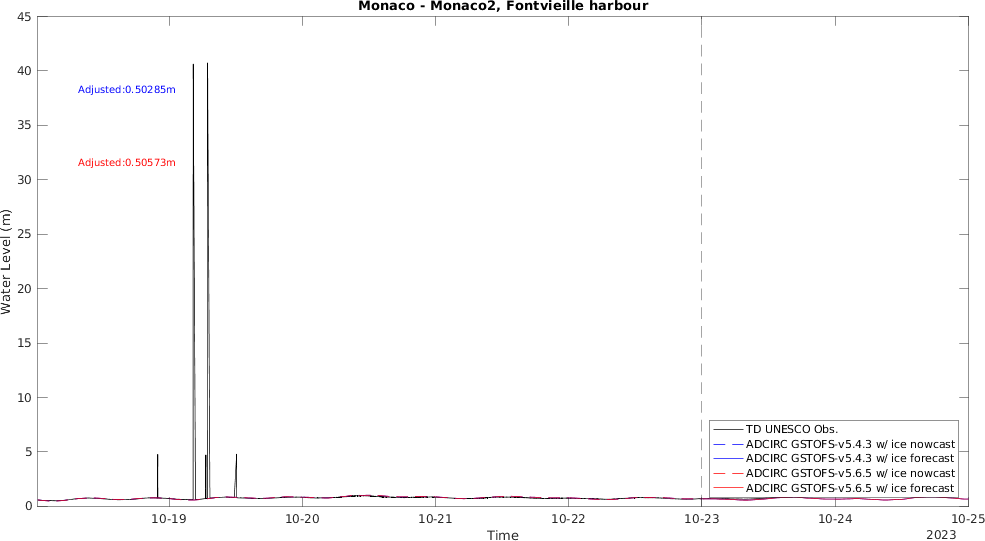 Monaco - Monaco2, Fontvieille harbour
45
40
35
30
25
20
15
10
5
0
Water Level (m)
Adjusted:0.50285m
Adjusted:0.50573m
TD UNESCO Obs.
ADCIRC GSTOFS-v5.4.3 w/ ice nowcast
ADCIRC GSTOFS-v5.4.3 w/ ice forecast
ADCIRC GSTOFS-v5.6.5 w/ ice nowcast
ADCIRC GSTOFS-v5.6.5 w/ ice forecast
10-19 10-20 10-21 10-22 10-23 10-24 10-25
Time
2023